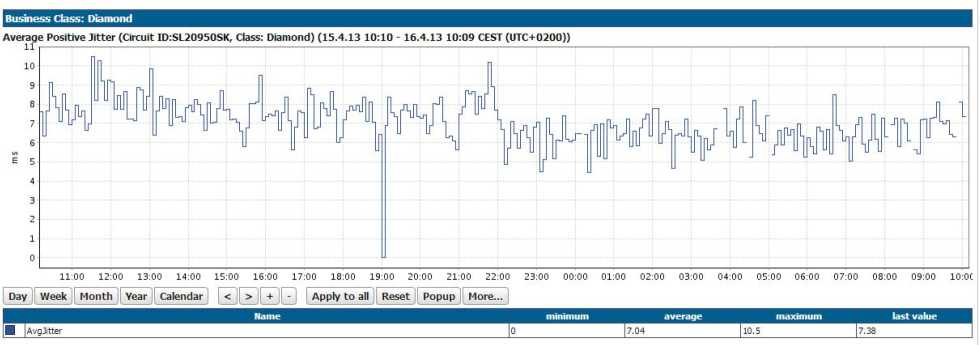 Business Class: Diamond
Average Positive Jitter (Circuit ID:SL20950SK, Class: Diamond) (15.4.13 10:10 - 16.4.13 10:09 CEST (UTC+0200))
11
10
9
8
7
6
5
4
3
2
1
0
ms
11:00 12:00 13:00 14:00 15:00 16:00 17:00 18:00 19:00 20:00 21:00 22:00 23:00 00:00 01:00 02:00 03:00 04:00 05:00 06:00 07:00 08:00 09:00 10:00
Day Week Month Year Calendar < > + - Apply to all Reset Popup More...
Name minimum average maximum last value
AvgJitter 0 7.04 10.5 7.38